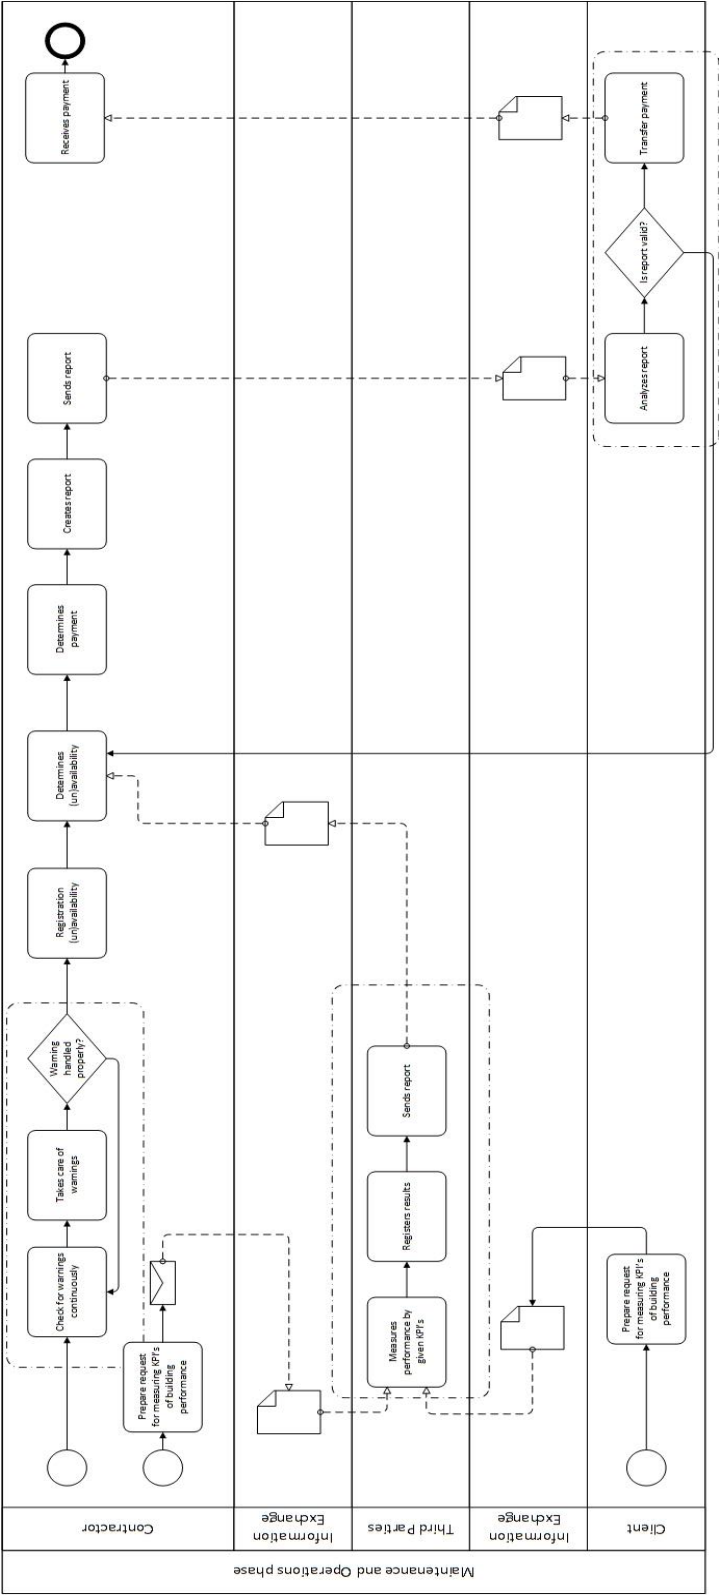 Maintenance and Operations phase
Contractor
Check for warnings
continuously
Takes care of
warnings
Warning
handled
properly?
Registration
(un)availability
Determines
(un)availability
Determines
payment
Creates report
Sends report
Receives payment
Prepare request
for measuring KPI's
of building
performance
Information
Exchange
Third Parties
Measures
performance by
given KPI's
Registers results
Sends report
Information
Exchange
Client
Prepare request
for measuring KPI's
of building
performance
Analyzes report
Is report valid?
Transfer payment